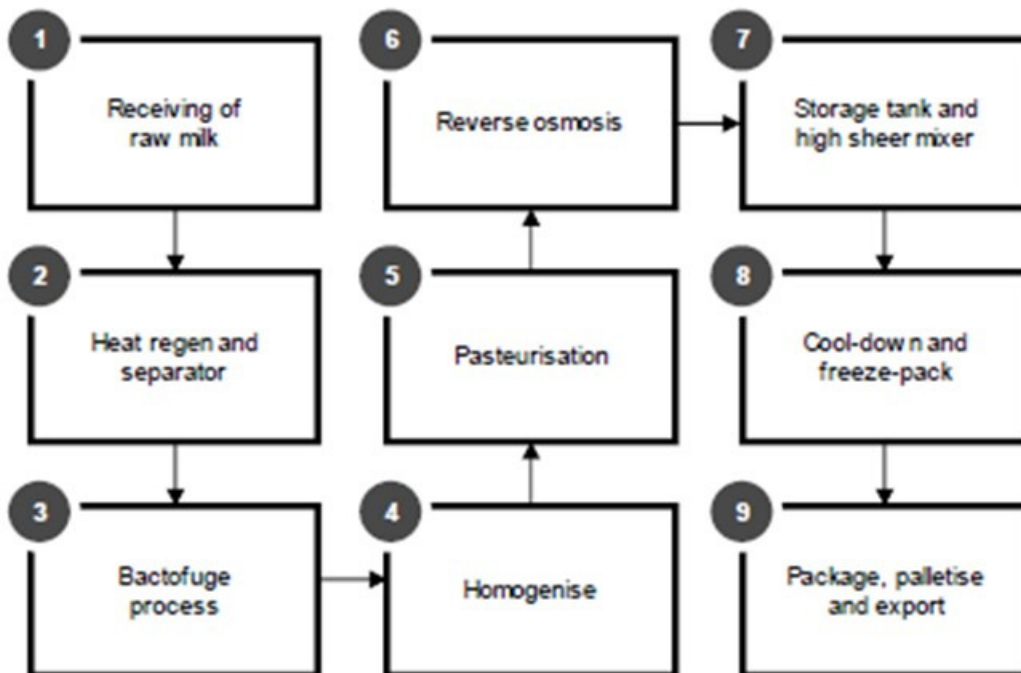 1
Receiving of
raw milk
2
Heat regen and
separator
3
Bactofuge
process
4
Homogenise
5
Pasteurisation
6
Reverse osmosis
7
Storage tank and
high sheer mixer
8
Cool-down and
freeze-pack
9
Package, palletise
and export